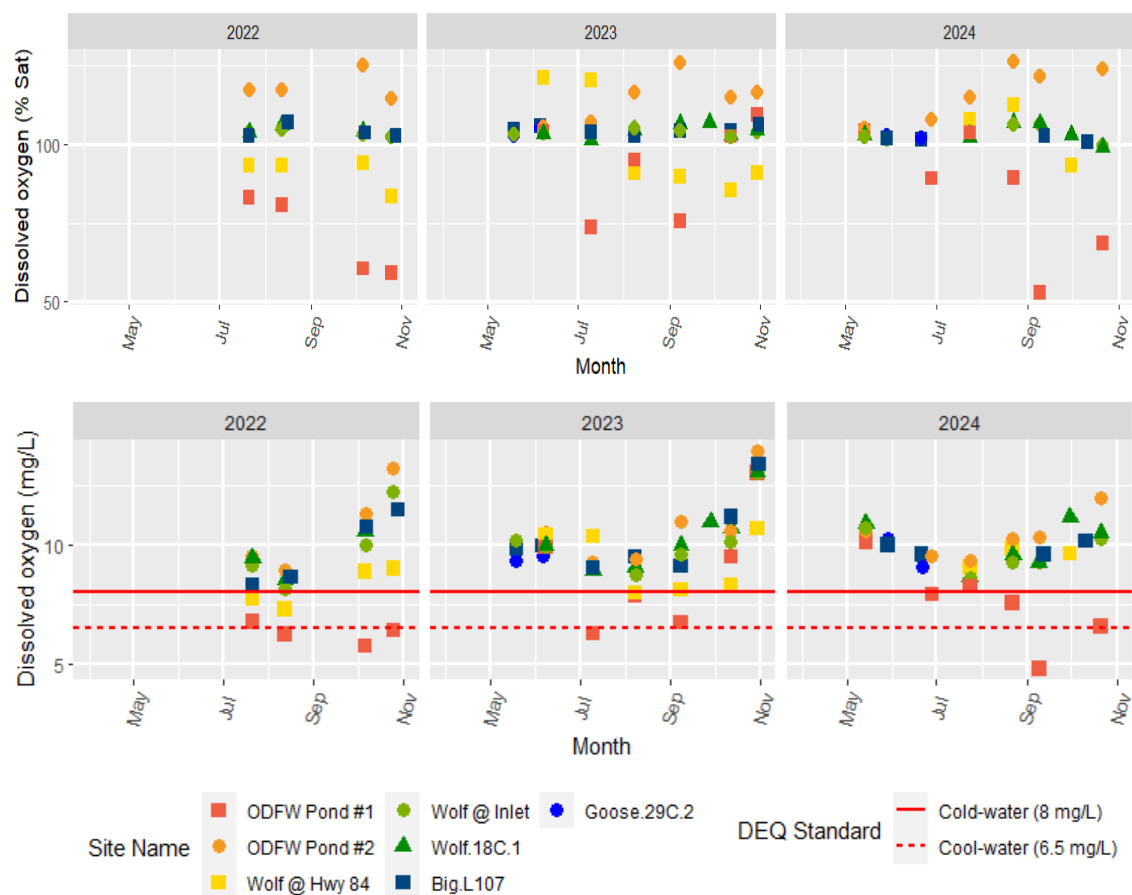 2022 2023 2024
Dissolved oxygen (% Sat)
100
50
May Jul Sep Nov May Jul Sep Nov May Jul Sep Nov
Month
2022 2023 2024
Dissolved oxygen (mg/L)
10
5
May Jul Sep Nov May Jul Sep Nov May Jul Sep Nov
Month
Site Name
ODFW Pond #1
ODFW Pond #2
Wolf @ Hwy 84
Wolf @ Inlet
Wolf.18C.1
Big.L107
Goose.29C.2
DEQ Standard
Cold-water (8 mg/L)
Cool-water (6.5 mg/L)